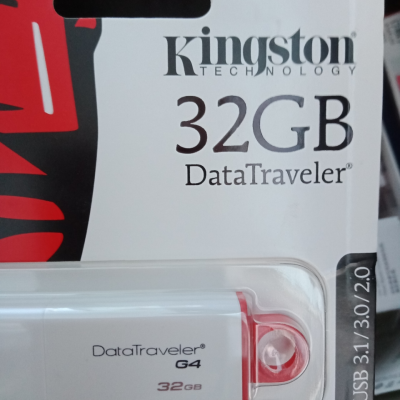 Kingston
TECHNOLOGY
32GB
DataTraveler®
USB 3.1 / 3.0 / 2.0
DataTraveler®
G4
32GB